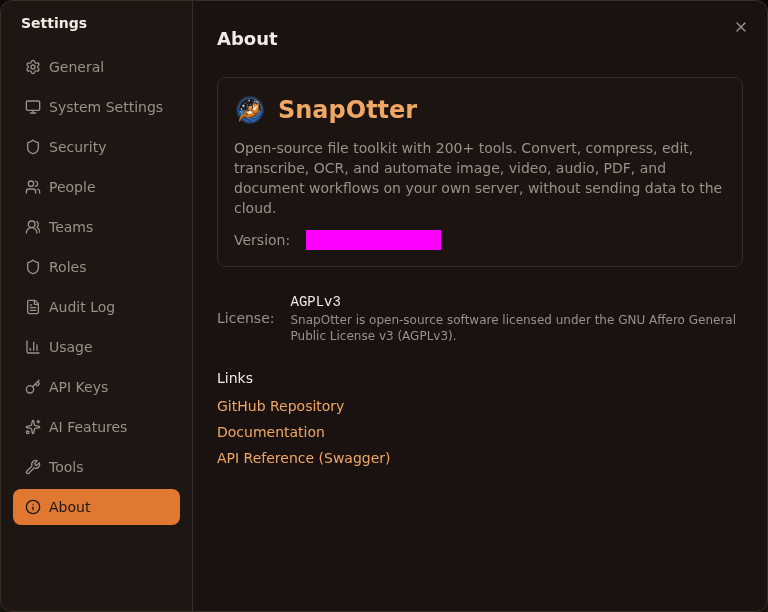 Settings
General
System Settings
Security
People
Teams
Roles
Audit Log
Usage
API Keys
AI Features
Tools
About
About
SnapOtter
Open-source file toolkit with 200+ tools. Convert, compress, edit,
transcribe, OCR, and automate image, video, audio, PDF, and
document workflows on your own server, without sending data to the
cloud.
Version:
License:
AGPLv3
SnapOtter is open-source software licensed under the GNU Affero General
Public License v3 (AGPLv3).
Links
GitHub Repository
Documentation
API Reference (Swagger)